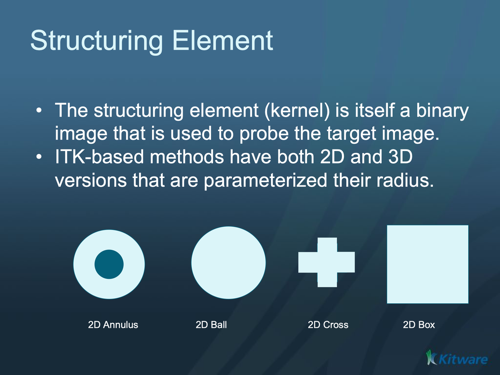 Structuring Element
• The structuring element (kernel) is itself a binary
image that is used to probe the target image.
• ITK-based methods have both 2D and 3D
versions that are parameterized their radius.
2D Annulus
2D Ball
2D Cross
2D Box
Kitware